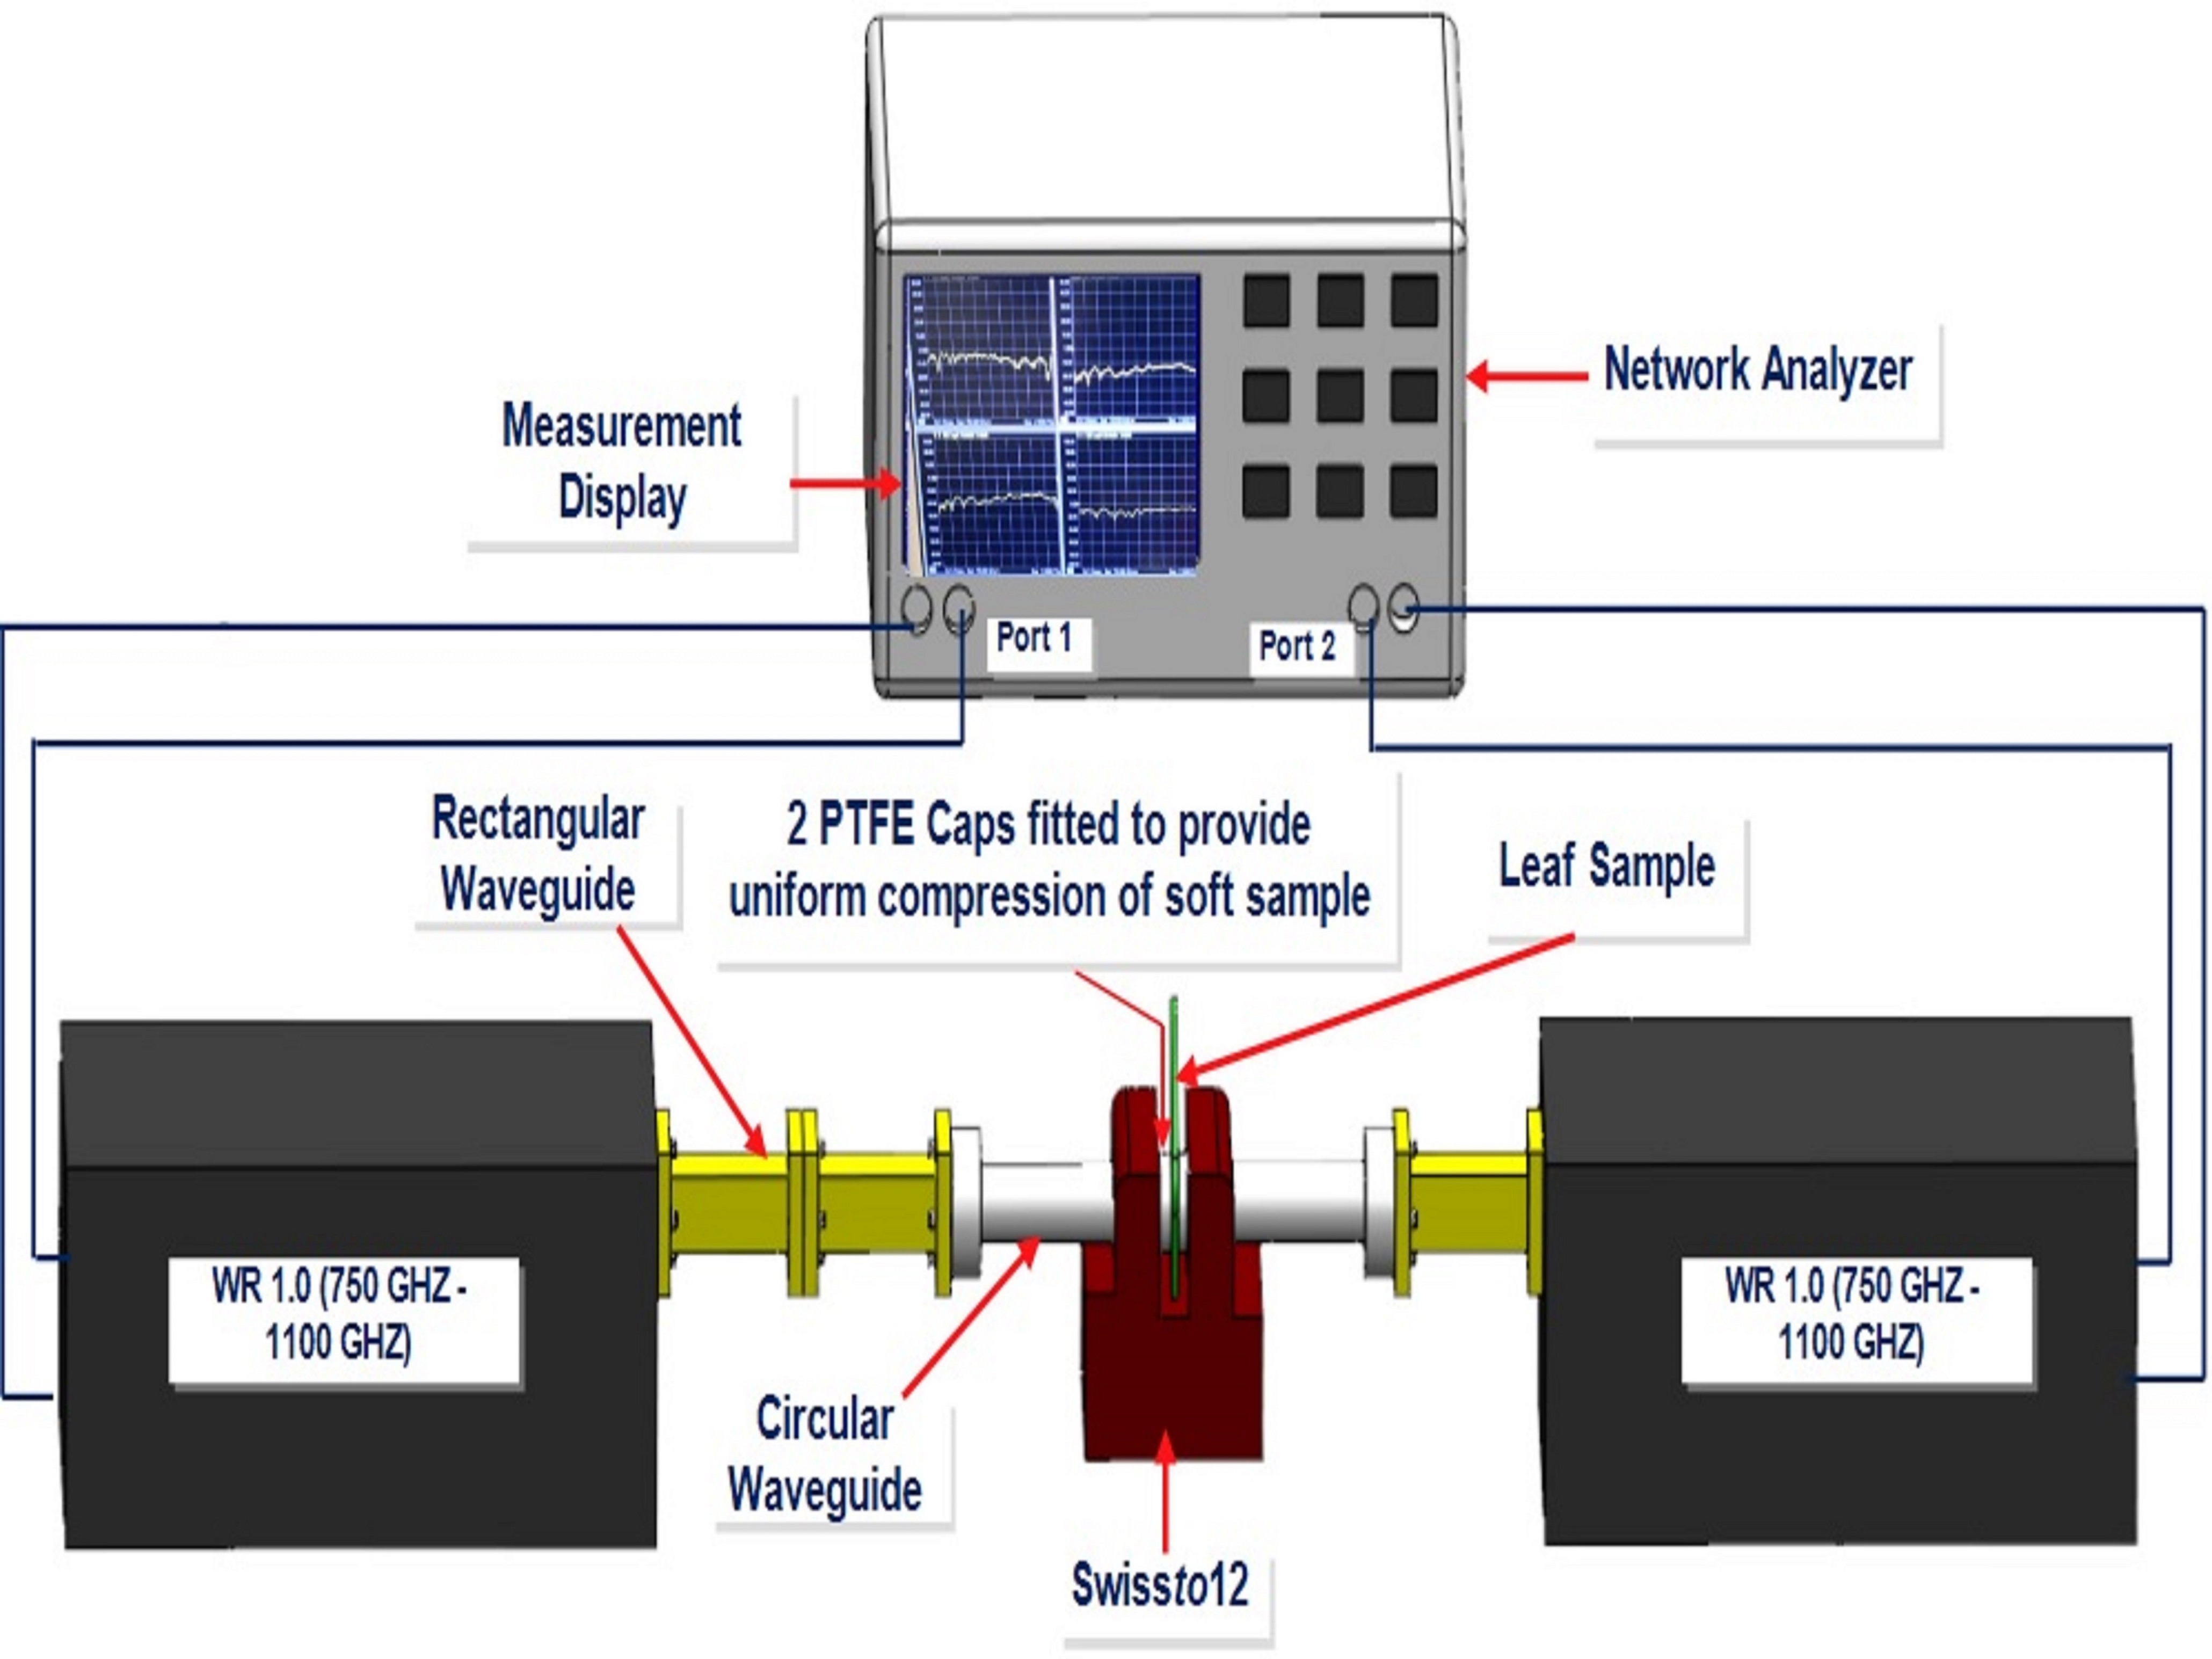 Network Analyzer
Measurement
Display
Port 1
Port 2
Rectangular
Waveguide
2 PTFE Caps fitted to provide
uniform compression of soft sample
Leaf Sample
WR 1.0 (750 GHZ -
1100 GHZ)
WR 1.0 (750 GHZ -
1100 GHZ)
Circular
Waveguide
Swissto12